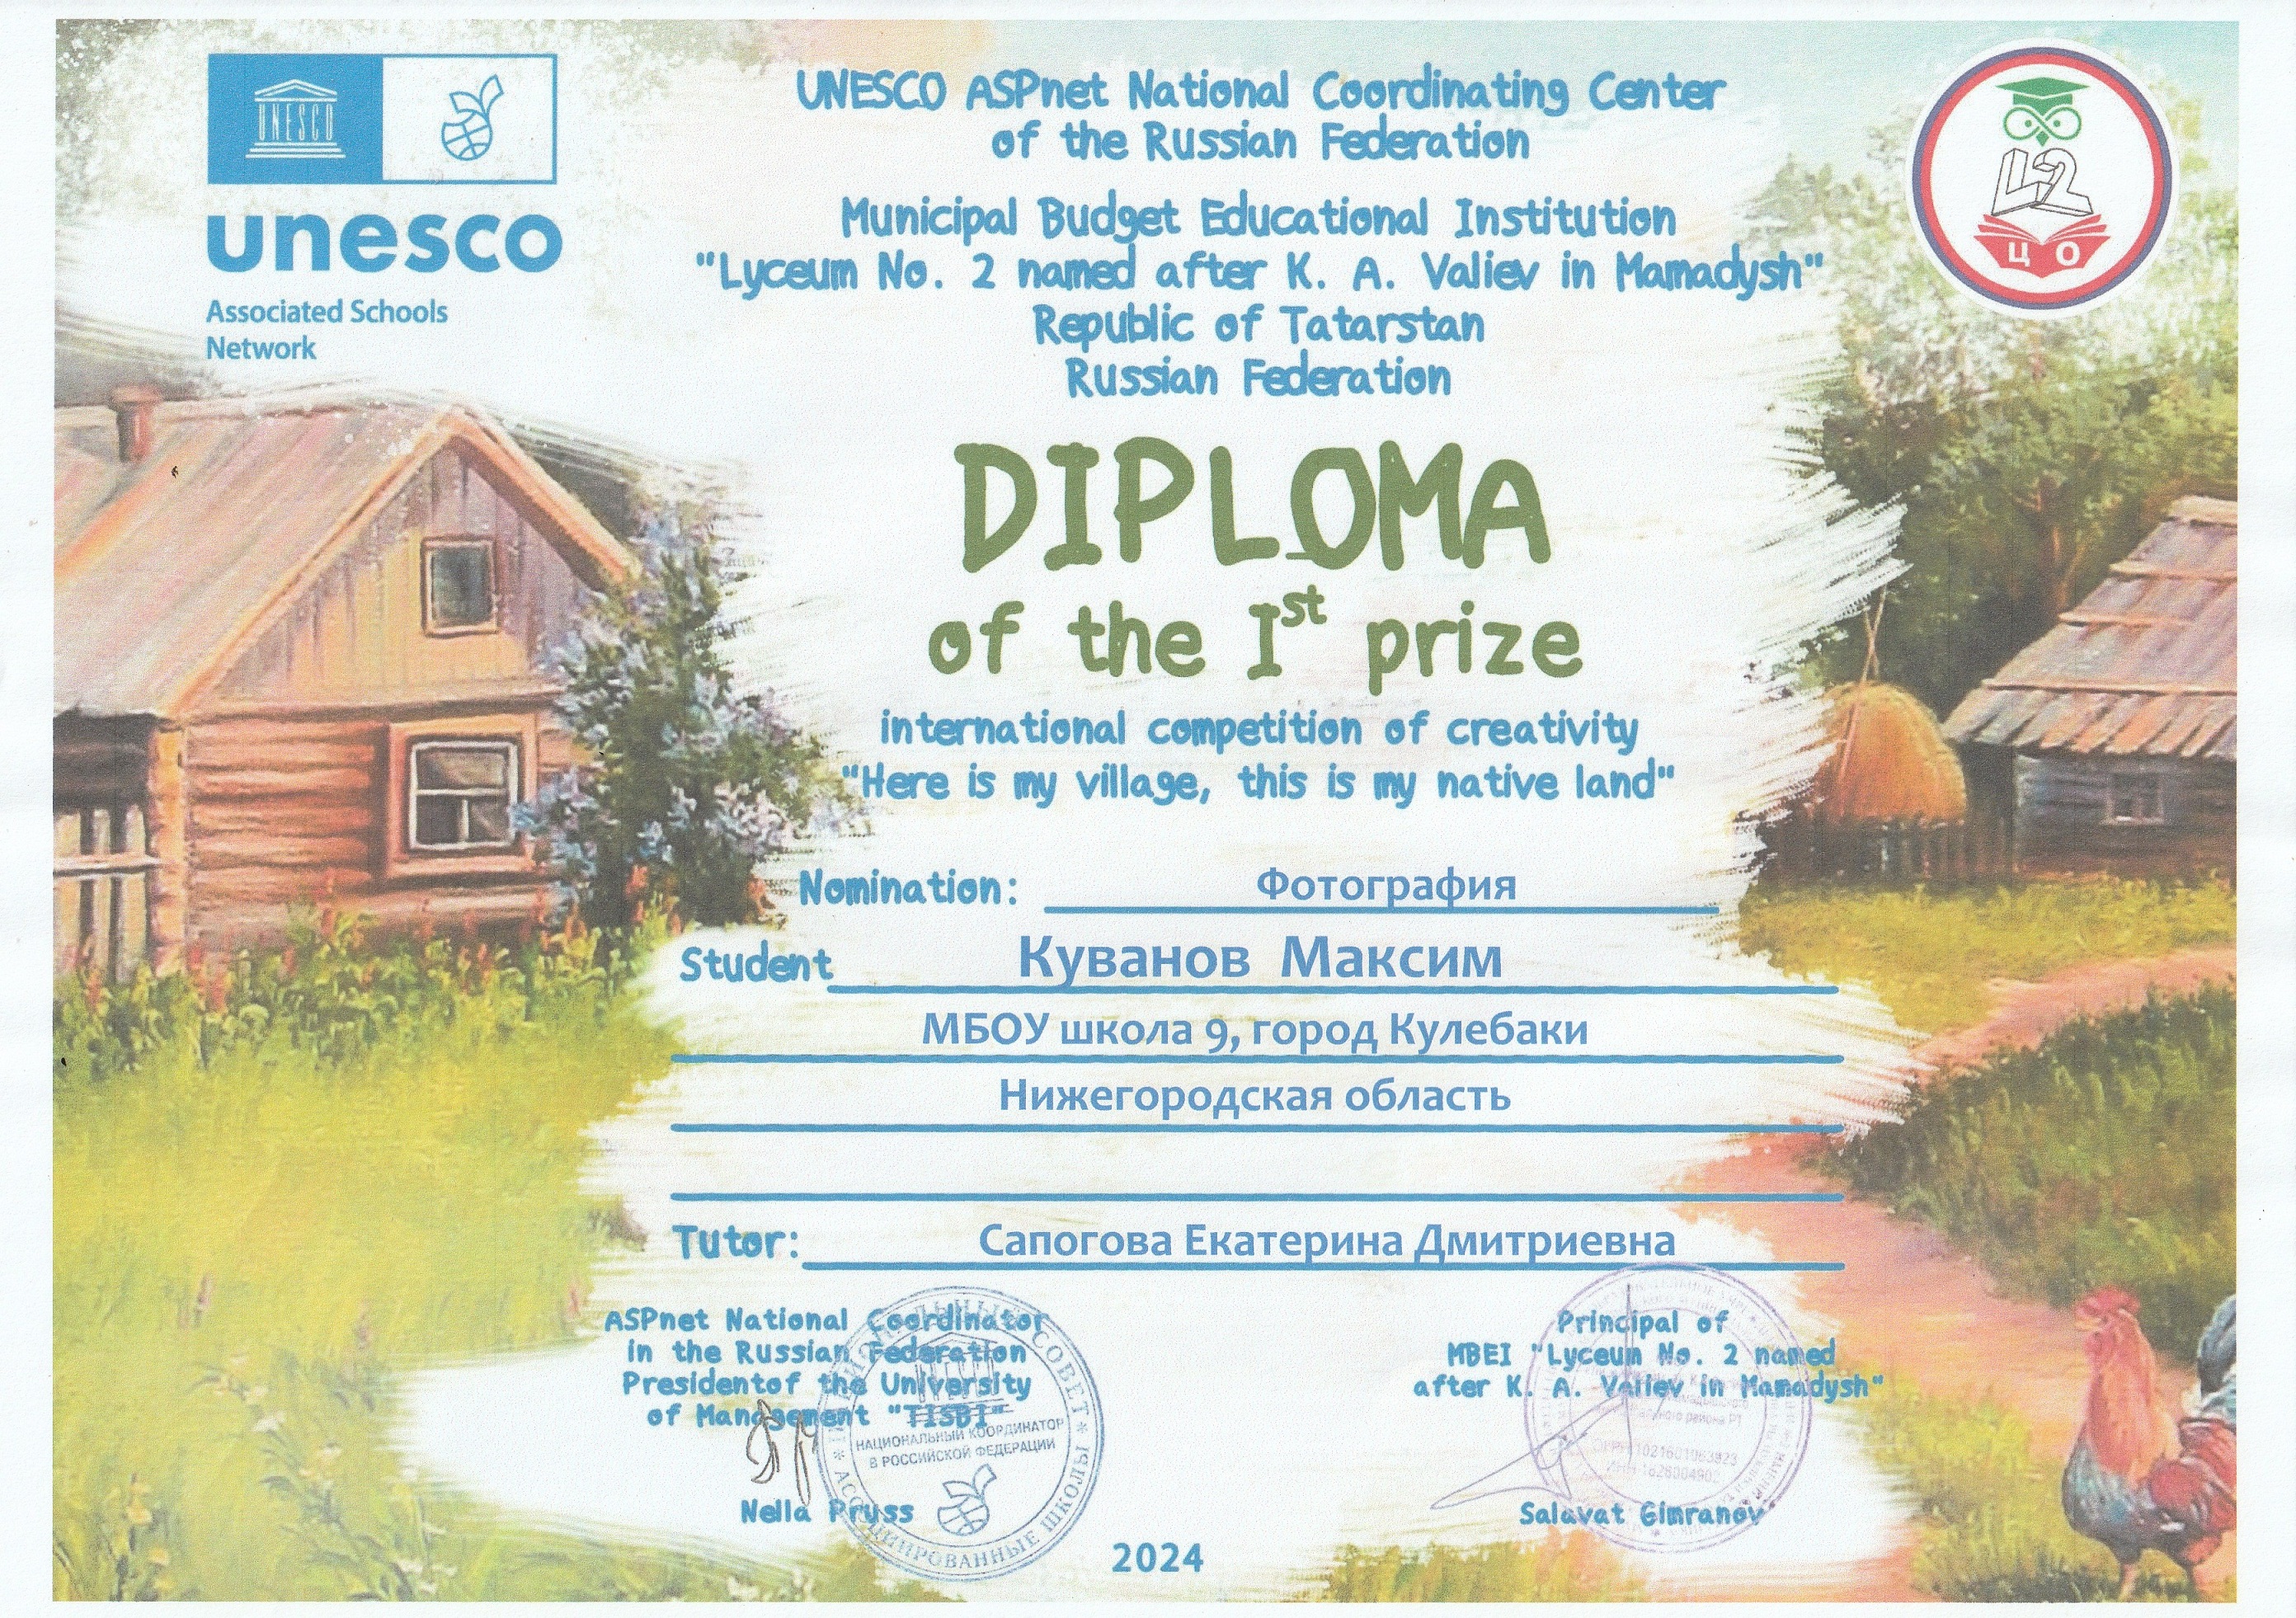 UNESCO
unesco
Associated Schools
Network
UNESCO ASPnet National Coordinating Center
of the Russian Federation
Municipal Budget Educational Institution
"Lyceum No. 2 named after K. A. Valiev in Mamadysh"
Republic of Tatarstan
Russian Federation
Ц О
DIPLOMA
of the Ist prize
international competition of creativity
"Here is my village, this is my native land"
Nomination: Фотография
Student Куванов Максим
МБОУ школа 9, город Кулебаки
Нижегородская область
Tutor: Сапогова Екатерина Дмитриевна
ASPnet National Coordinator
in the Russian Federation
Presidentof the University
of Management "TISBI"
Nella Pruss
СОВЕТ
НАЦИОНАЛЬНЫЙ КООРДИНАТОР
В РОССИЙСКОЙ ФЕДЕРАЦИИ
ШКОЛЫ
Principal of
MBEI "Lyceum No. 2 named
after K. A. Valiev in Mamadysh"
Salavat Gimranov
2024